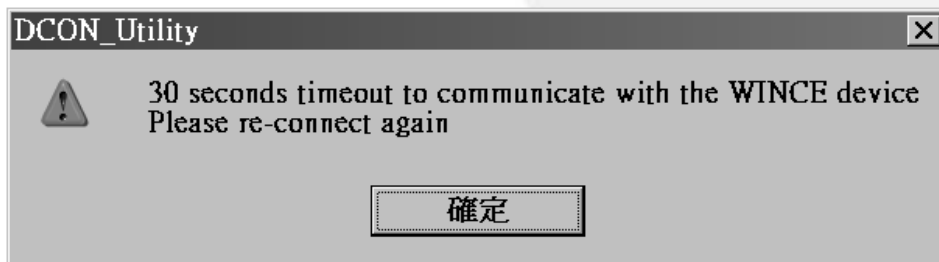 DCON_Utility
30 seconds timeout to communicate with the WINCE device
Please re-connect again
確定